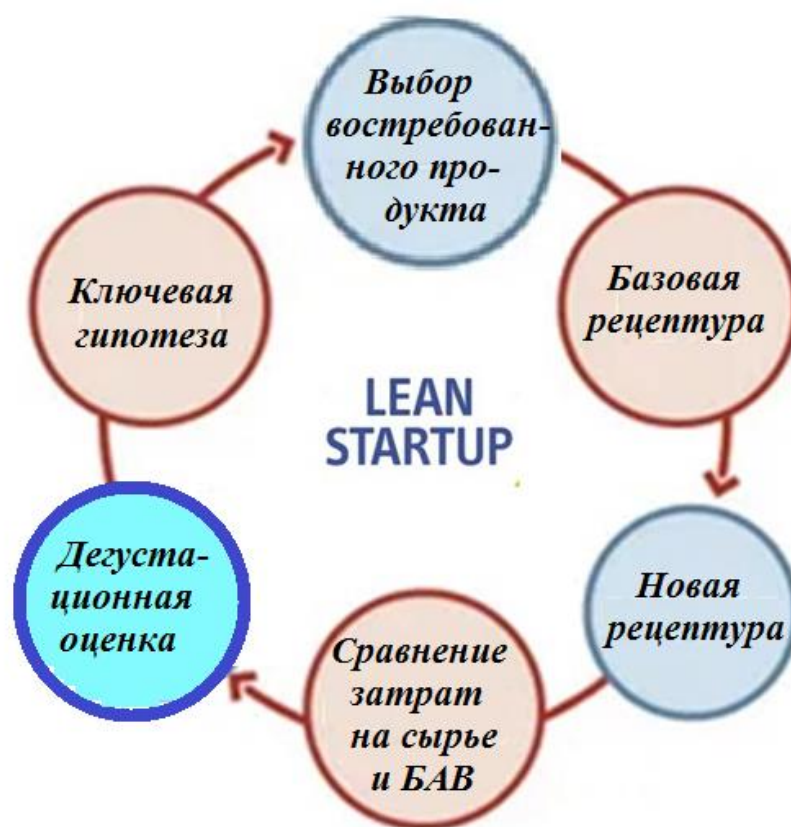 Выбор
востребован-
ного про-
дукта
Базовая
рецептура
Новая
рецептура
Сравнение
затрат
на сырье
и БАВ
Дегуста-
ционная
оценка
Ключевая
гипотеза
LEAN
STARTUP